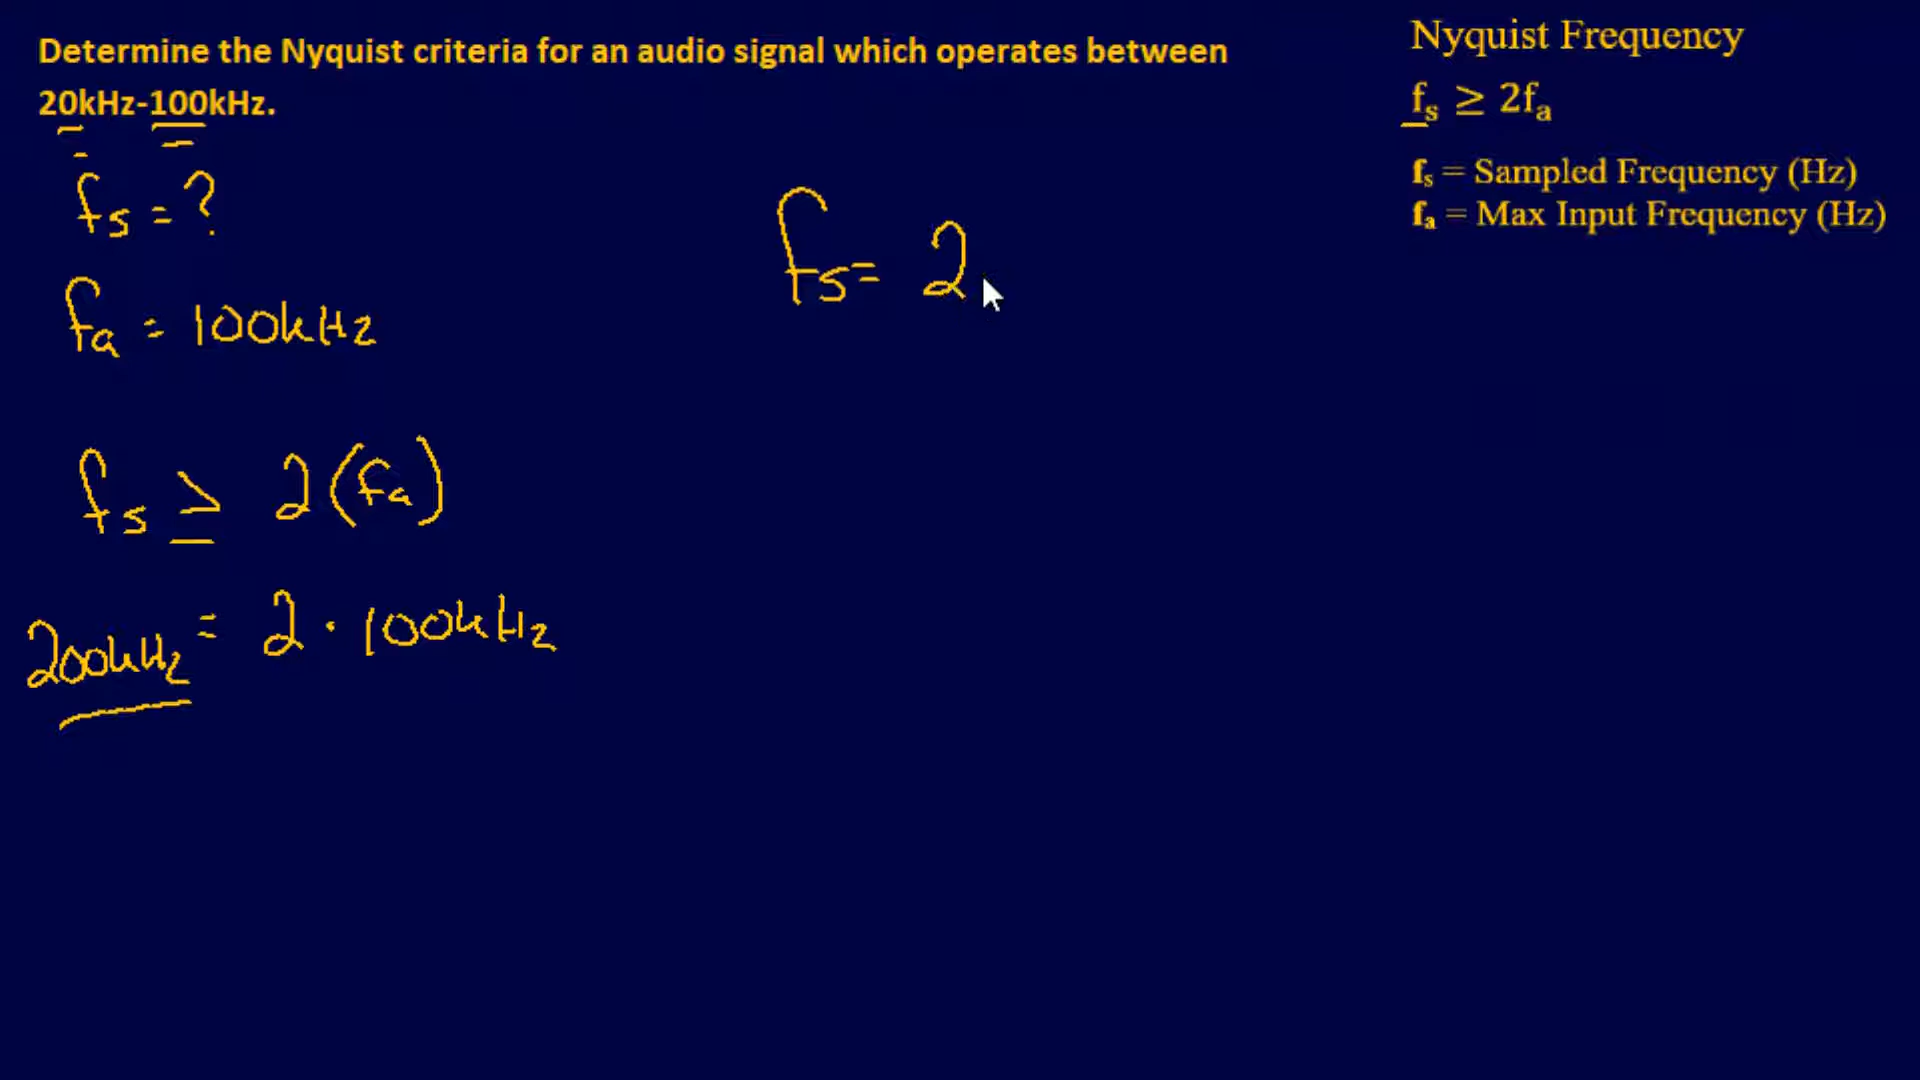 Determine the Nyquist criteria for an audio signal which operates between
20kHz-100kHz.
fs = ?
fa = 100kHz
fs ≥ 2(fa)
200kHz = 2 · 100kHz
fs = 2
Nyquist Frequency
fs ≥ 2fa
fs = Sampled Frequency (Hz)
fa = Max Input Frequency (Hz)